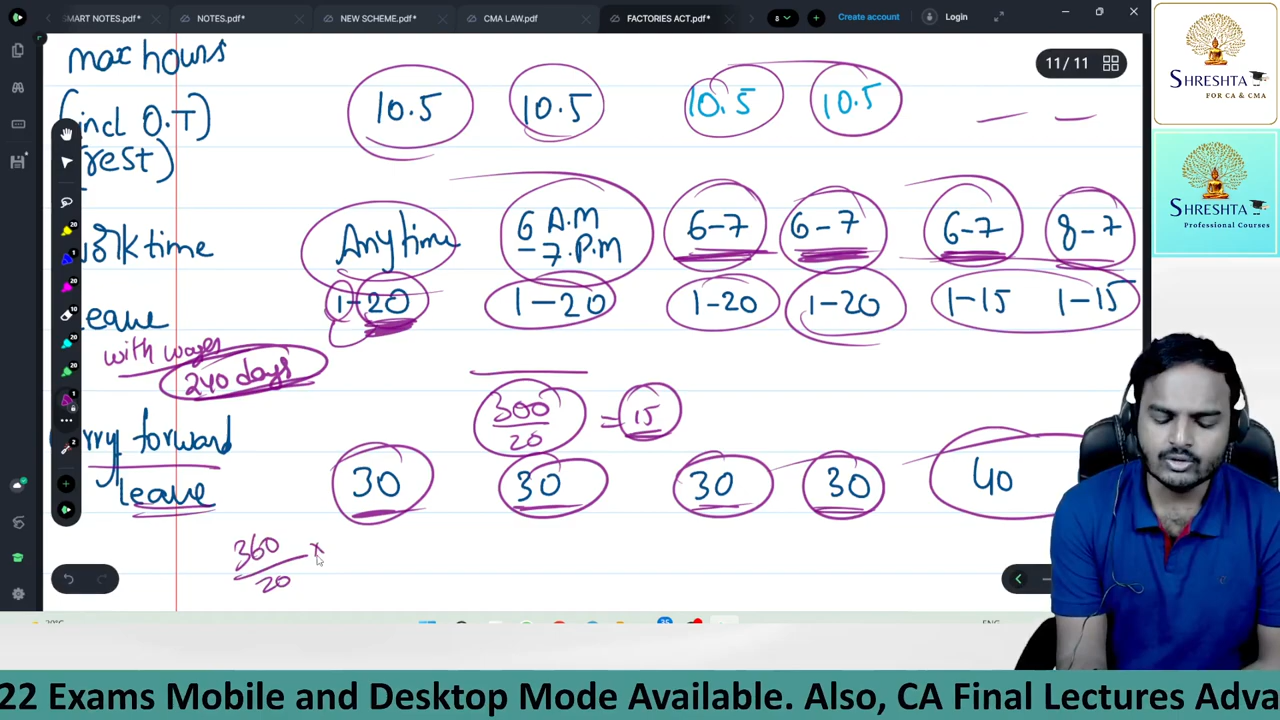 SMART NOTES.pdf* NOTES.pdf* NEW SCHEME.pdf* CMA LAW.pdf FACTORIES ACT.pdf* 8 Create account Login
11/11
max hours
(incl O.T)
(rest)
10.5 10.5 10.5 10.5 — —
worktime Anytime 6 A.M – 7.P.M 6-7 6-7 6-7 8-7
Leave 1-20 1-20 1-20 1-20 1-15 1-15
with wages
240 days
300/20 = 15
rry forward
leave 30 30 30 30 40
360/20 x
ENG
SHRESHTA
FOR CA & CMA
SHRESHTA
Professional Courses
22 Exams Mobile and Desktop Mode Available. Also, CA Final Lectures Adva